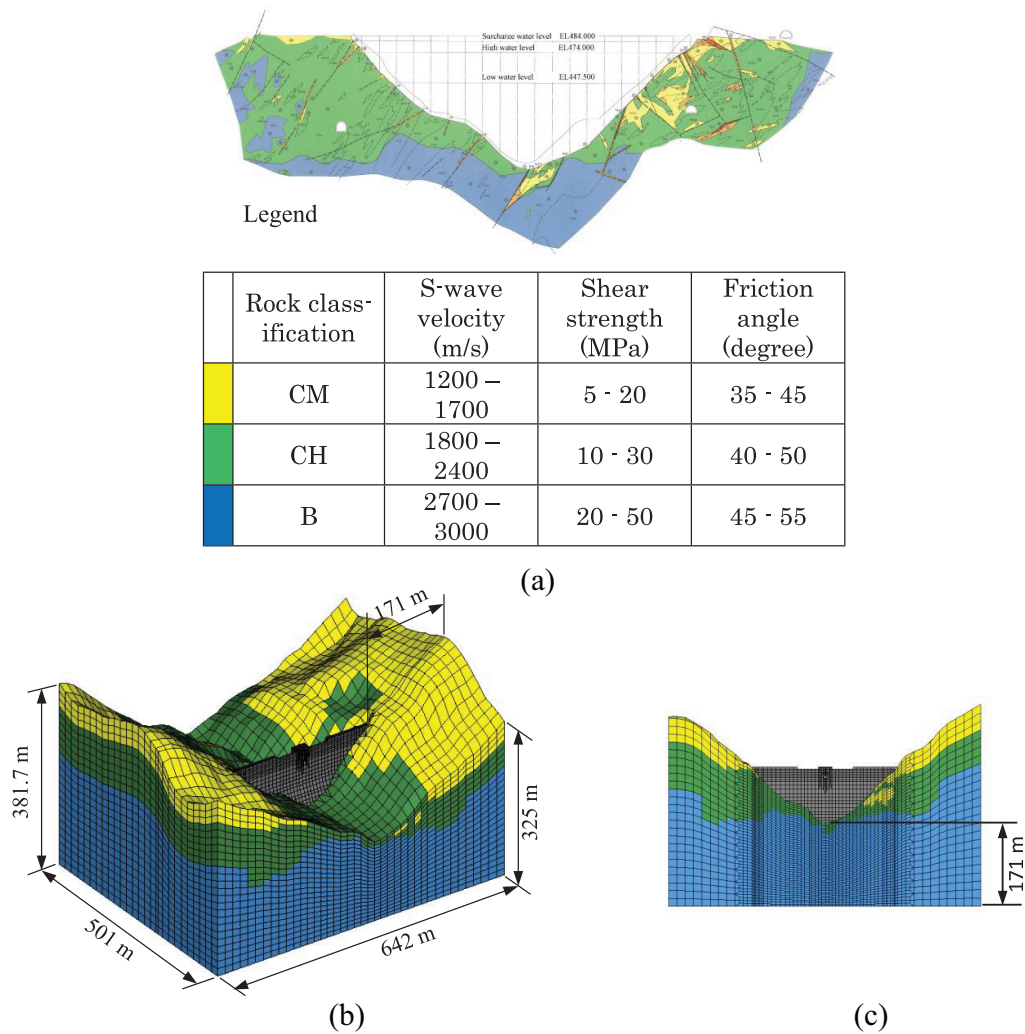 Surcharge water level EL484.000
High water level EL474.000
Low water level EL447.500
Legend
Rock class-
ification
S-wave
velocity
(m/s)
Shear
strength
(MPa)
Friction
angle
(degree)
CM
1200 –
1700
5 - 20
35 - 45
CH
1800 –
2400
10 - 30
40 - 50
B
2700 –
3000
20 - 50
45 - 55
(a)
171 m
381.7 m
325 m
501 m
642 m
171 m
(b)
(c)